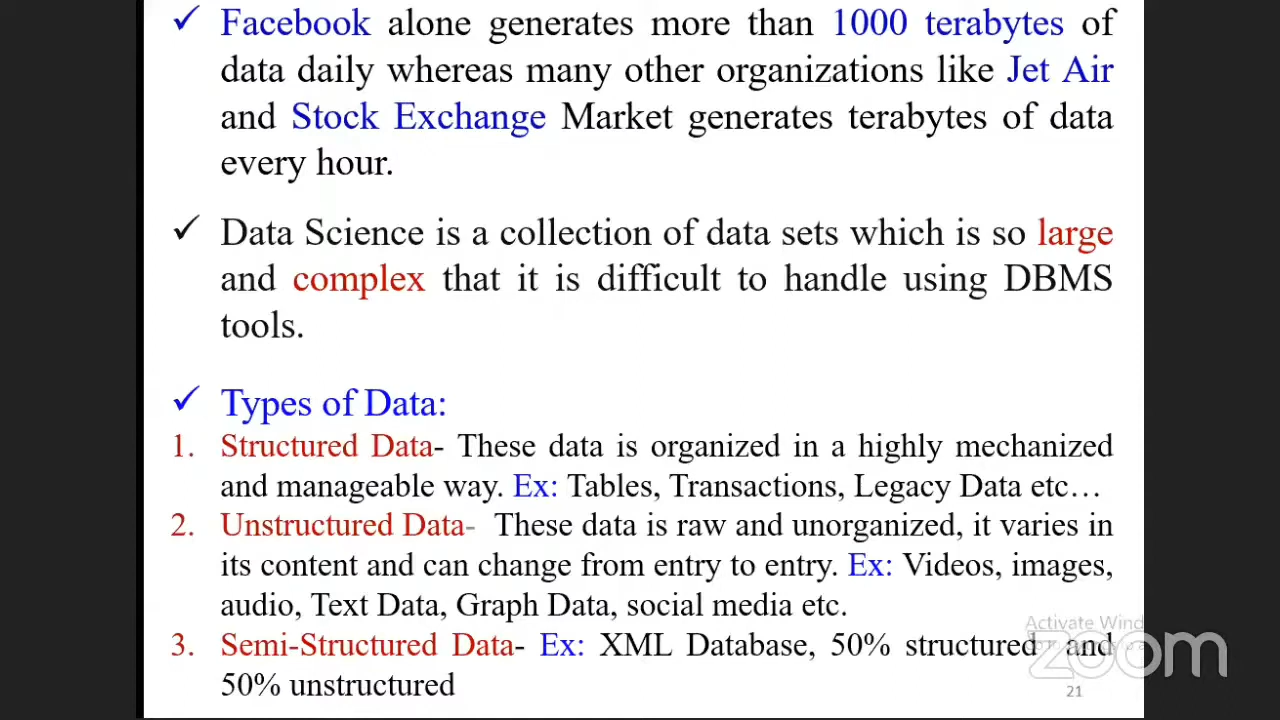 ✓ Facebook alone generates more than 1000 terabytes of
data daily whereas many other organizations like Jet Air
and Stock Exchange Market generates terabytes of data
every hour.
✓ Data Science is a collection of data sets which is so large
and complex that it is difficult to handle using DBMS
tools.
✓ Types of Data:
1. Structured Data- These data is organized in a highly mechanized
and manageable way. Ex: Tables, Transactions, Legacy Data etc…
2. Unstructured Data- These data is raw and unorganized, it varies in
its content and can change from entry to entry. Ex: Videos, images,
audio, Text Data, Graph Data, social media etc.
Activate Wind
3. Semi-Structured Data- Ex: XML Database, 50% structured and
50% unstructured
zoom
21